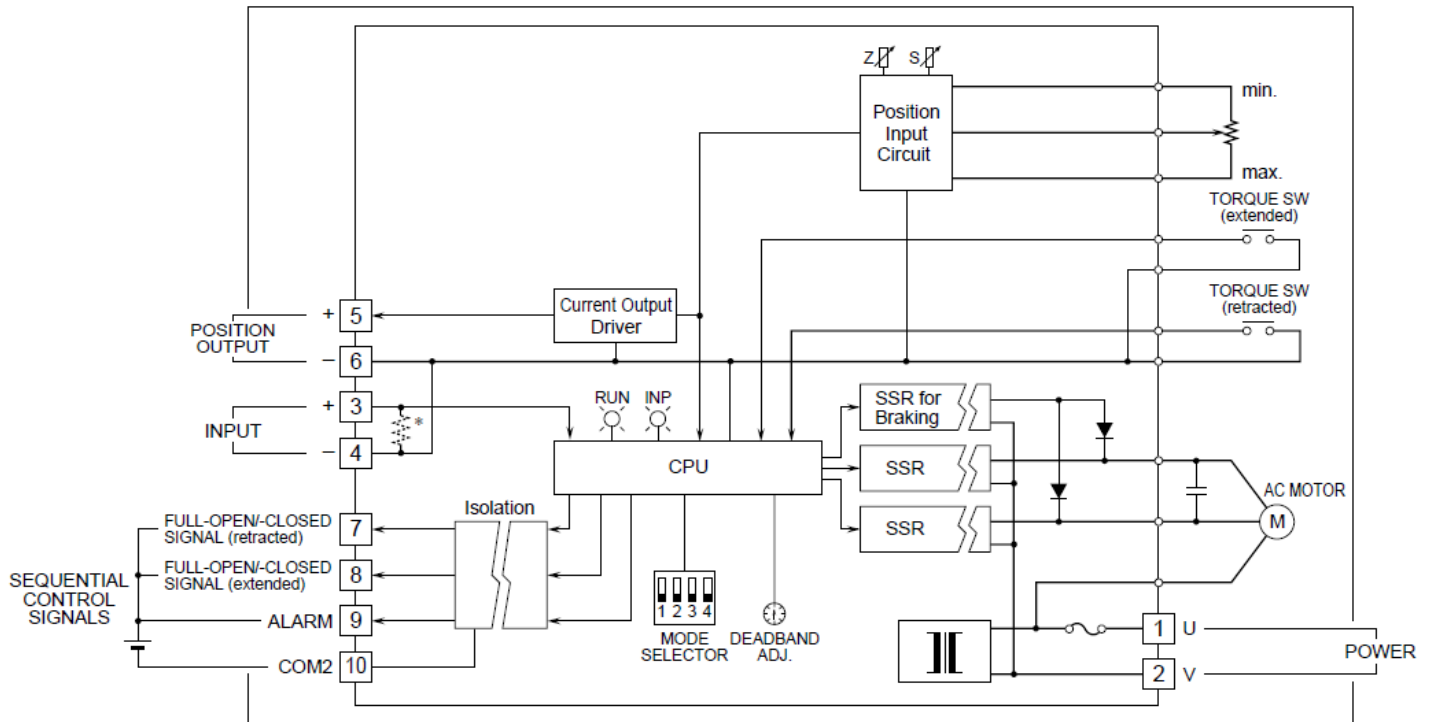 Z S
Position
Input
Circuit
min.
max.
TORQUE SW
(extended)
TORQUE SW
(retracted)
POSITION
OUTPUT
+ 5
− 6
Current Output
Driver
INPUT
+ 3
− 4
*
RUN INP
CPU
SSR for
Braking
SSR
SSR
AC MOTOR
M
Isolation
SEQUENTIAL
CONTROL
SIGNALS
FULL-OPEN/-CLOSED
SIGNAL (retracted)
7
FULL-OPEN/-CLOSED
SIGNAL (extended)
8
ALARM 9
COM2 10
1 2 3 4
MODE
SELECTOR
DEADBAND
ADJ.
1 U
2 V
POWER